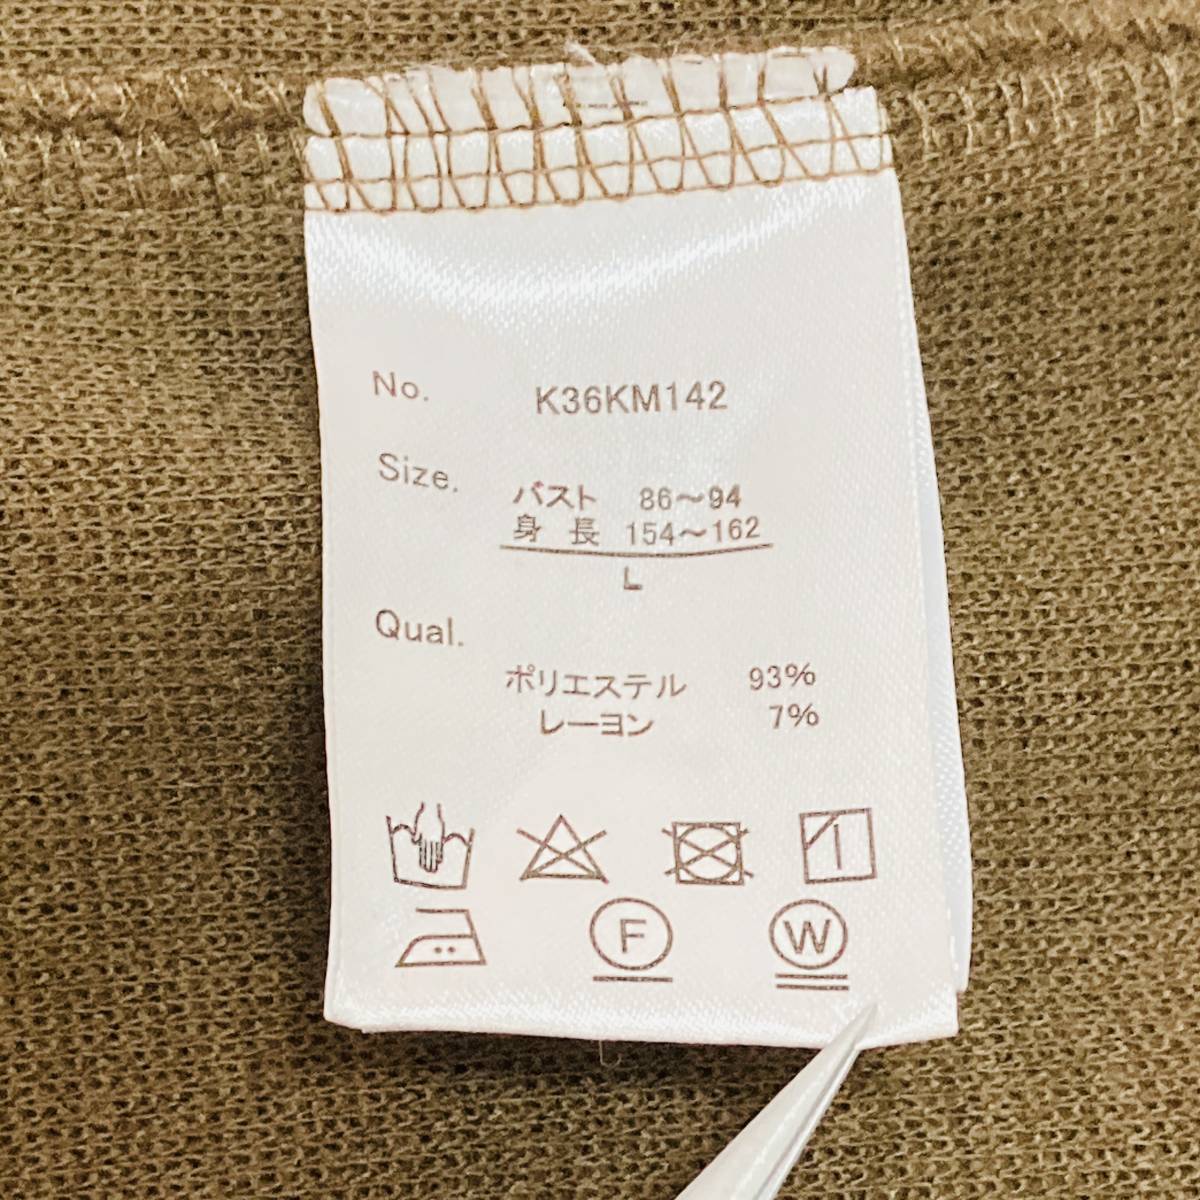 No. K36KM142
Size. バスト 86〜94
身長 154〜162
L
Qual.
ポリエステル 93%
レーヨン 7%
F W